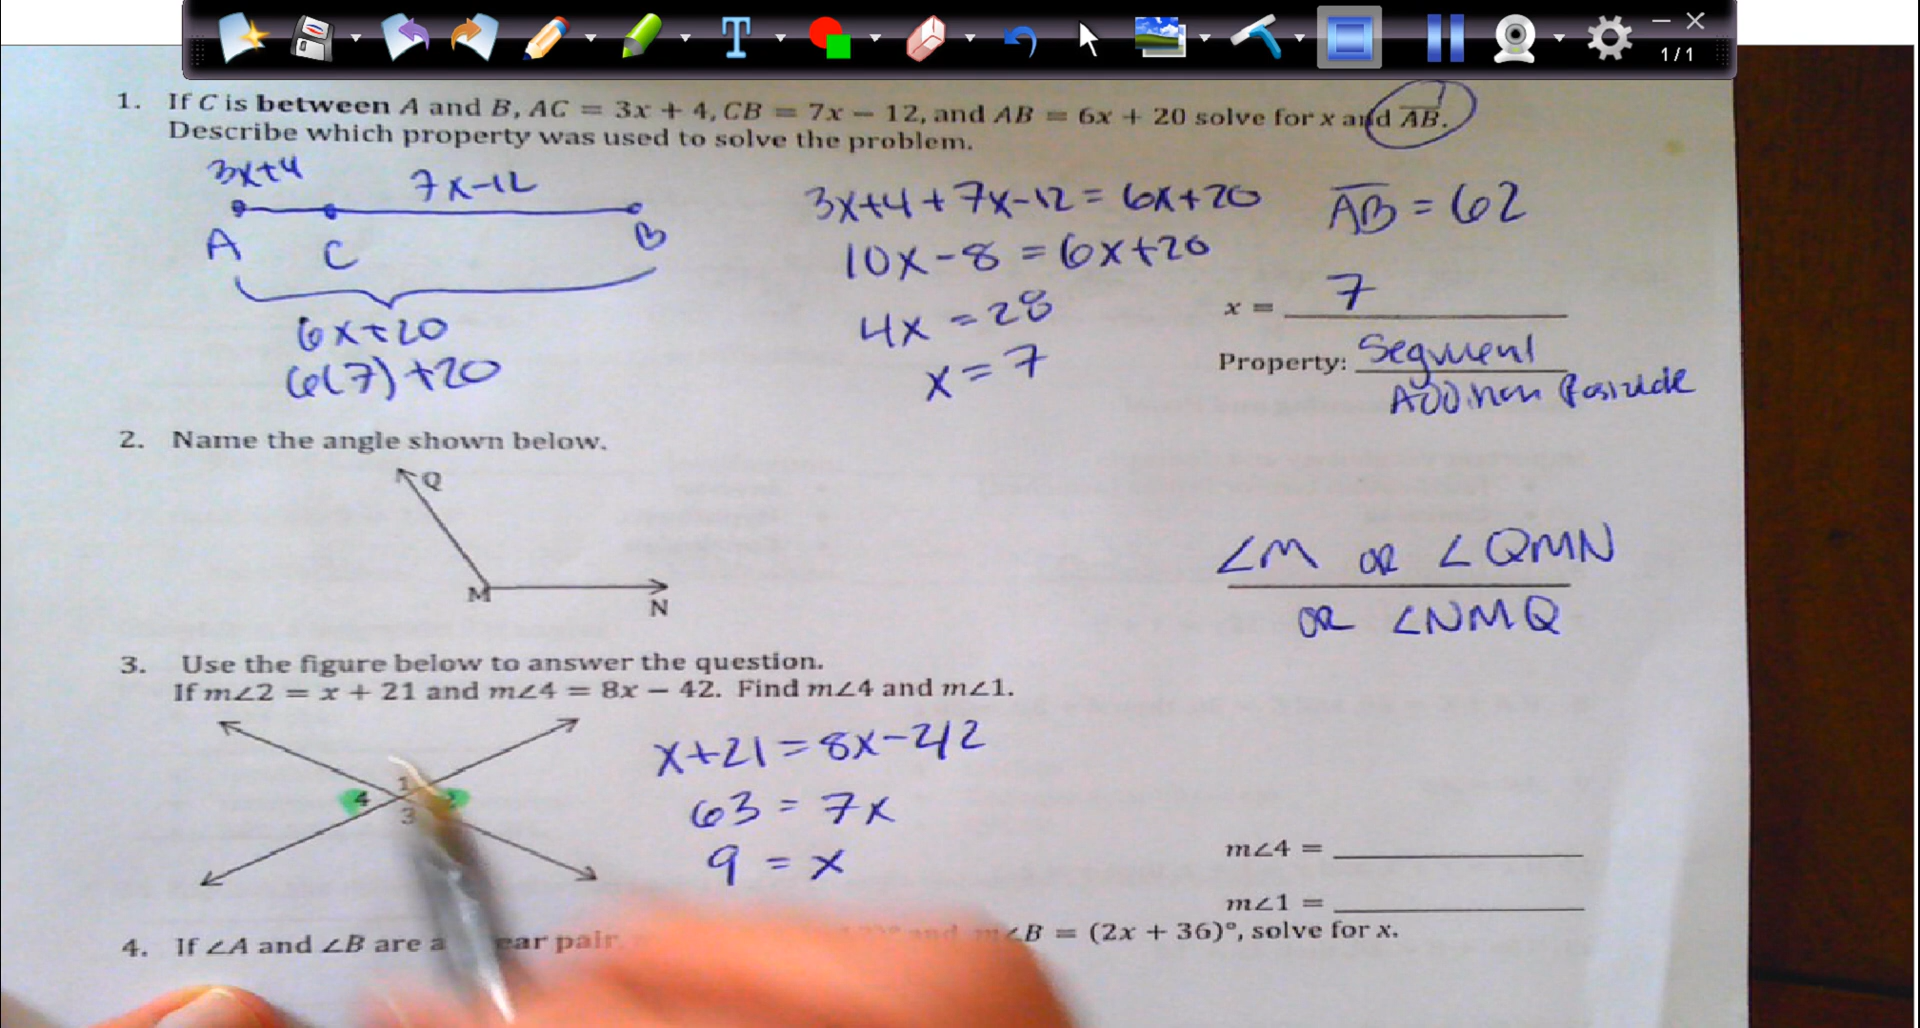 1/1
1. If C is between A and B, AC = 3x + 4, CB = 7x − 12, and AB = 6x + 20 solve for x and A̅B̅.
Describe which property was used to solve the problem.
3x+4
7x-12
A C B
6x+20
6(7)+20
3x+4+7x-12 = 6x+20
10x-8 = 6x+20
4x = 28
x = 7
A̅B̅ = 62
x = 7
Property: Segment
Addition
2. Name the angle shown below.
Q
M
N
∠M OR ∠QMN
OR ∠NMQ
3. Use the figure below to answer the question.
If m∠2 = x + 21 and m∠4 = 8x − 42. Find m∠4 and m∠1.
1
4 2
3
x+21 = 8x-42
63 = 7x
9 = x
m∠4 =
m∠1 =
4. If ∠A and ∠B are a pair and m∠B = (2x + 36)°, solve for x.